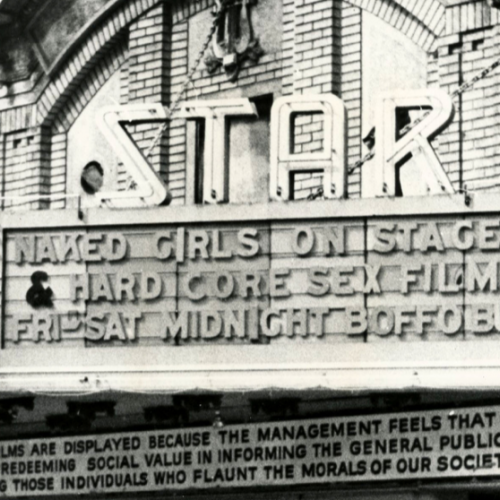 STAR
NAKED GIRLS ON STAGE
HARD CORE SEX FILM
FRI SAT MIDNIGHT BOFFO B
LMS ARE DISPLAYED BECAUSE THE MANAGEMENT FEELS THAT
REDEEMING SOCIAL VALUE IN INFORMING THE GENERAL PUBLIC
G THOSE INDIVIDUALS WHO FLAUNT THE MORALS OF OUR SOCIET